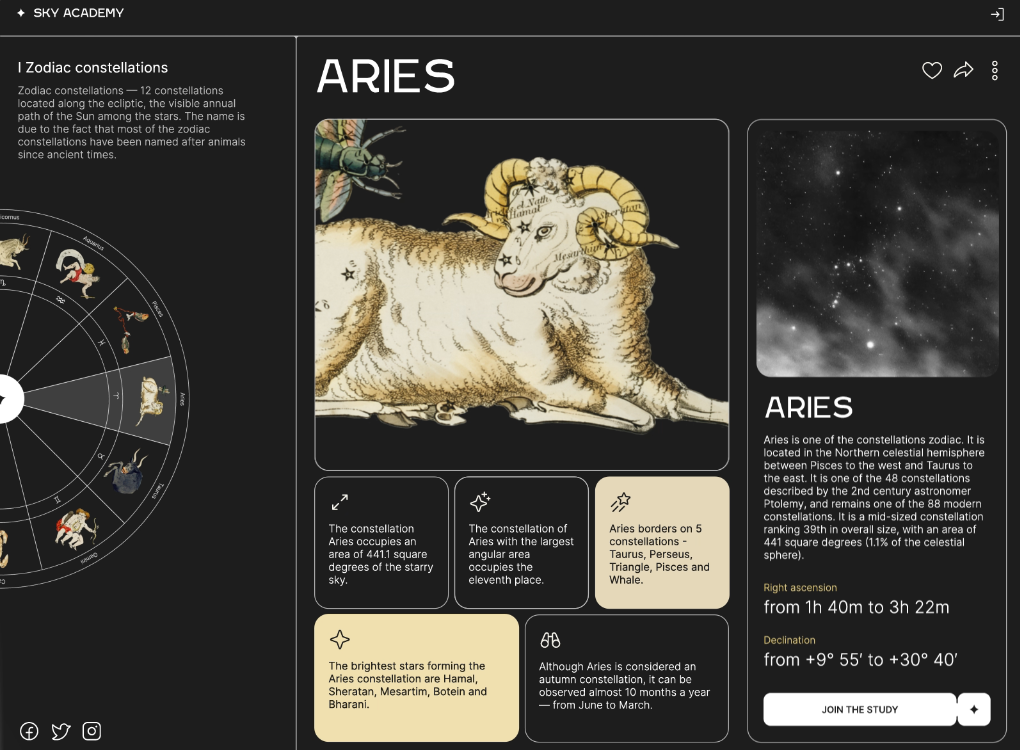 SKY ACADEMY
Zodiac constellations
Zodiac constellations — 12 constellations
located along the ecliptic, the visible annual
path of the Sun among the stars. The name is
due to the fact that most of the zodiac
constellations have been named after animals
since ancient times.
Aquarius
Pisces
Aries
Taurus
Gemini
ARIES
el Nath
Hamal
Sheratan
Mesarthim
The constellation
Aries occupies an
area of 441.1 square
degrees of the starry
sky.
The constellation of
Aries with the largest
angular area
occupies the
eleventh place.
Aries borders on 5
constellations -
Taurus, Perseus,
Triangle, Pisces and
Whale.
The brightest stars forming the
Aries constellation are Hamal,
Sheratan, Mesartim, Botein and
Bharani.
Although Aries is considered an
autumn constellation, it can be
observed almost 10 months a year
— from June to March.
ARIES
Aries is one of the constellations zodiac. It is
located in the Northern celestial hemisphere
between Pisces to the west and Taurus to
the east. It is one of the 48 constellations
described by the 2nd century astronomer
Ptolemy, and remains one of the 88 modern
constellations. It is a mid-sized constellation
ranking 39th in overall size, with an area of
441 square degrees (1.1% of the celestial
sphere).
Right ascension
from 1h 40m to 3h 22m
Declination
from +9° 55′ to +30° 40′
JOIN THE STUDY